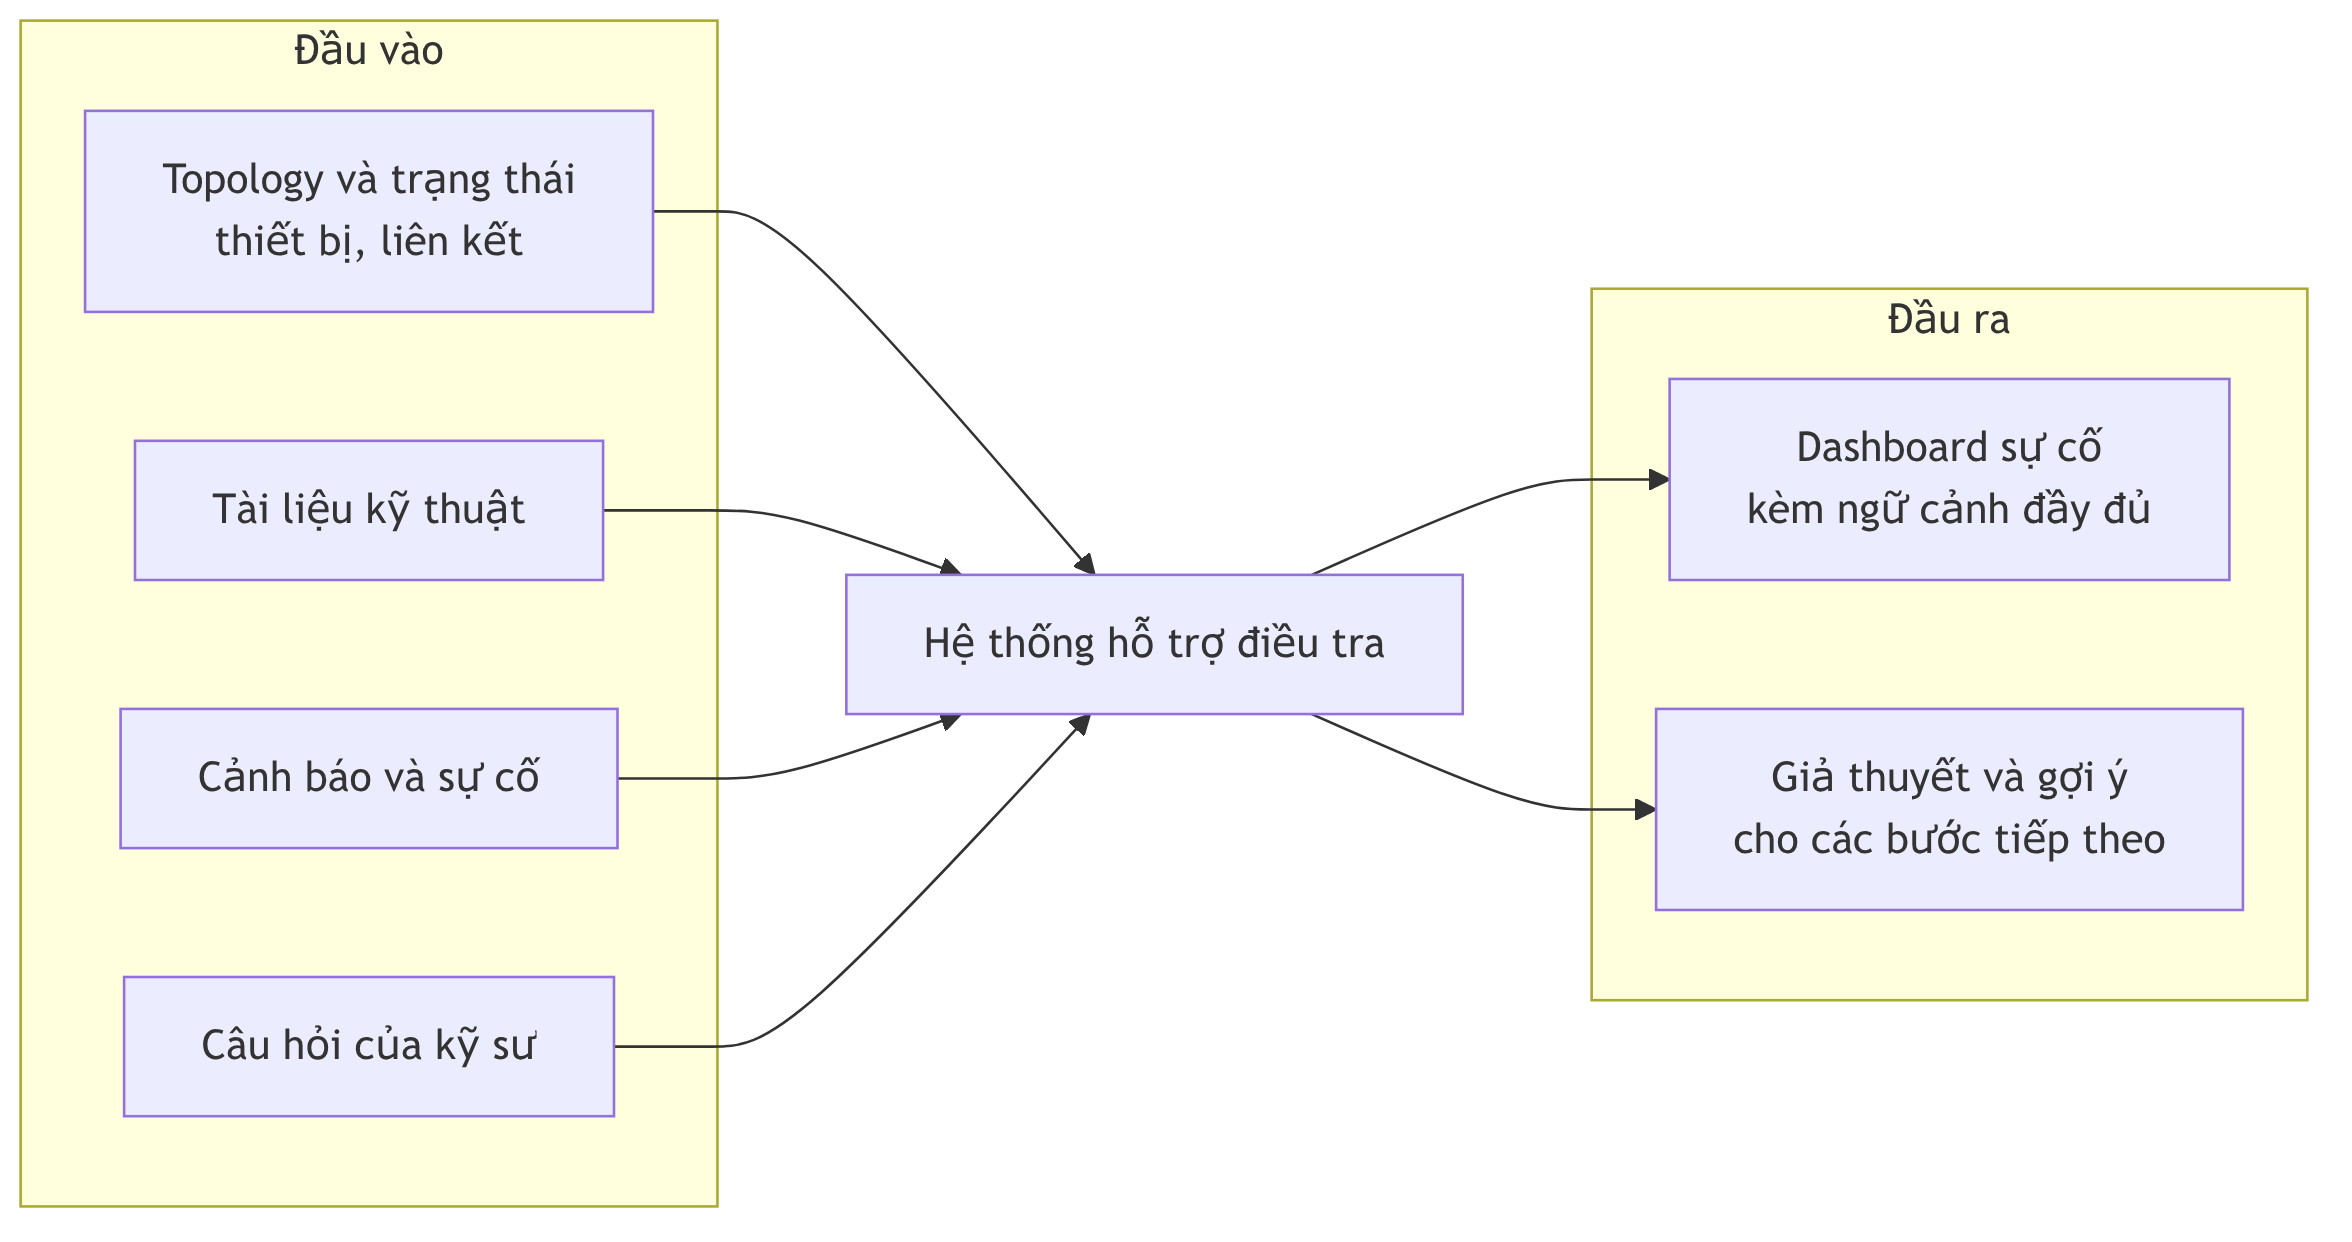 Đầu vào
Topology và trạng thái
thiết bị, liên kết
Tài liệu kỹ thuật
Cảnh báo và sự cố
Câu hỏi của kỹ sư
Hệ thống hỗ trợ điều tra
Đầu ra
Dashboard sự cố
kèm ngữ cảnh đầy đủ
Giả thuyết và gợi ý
cho các bước tiếp theo